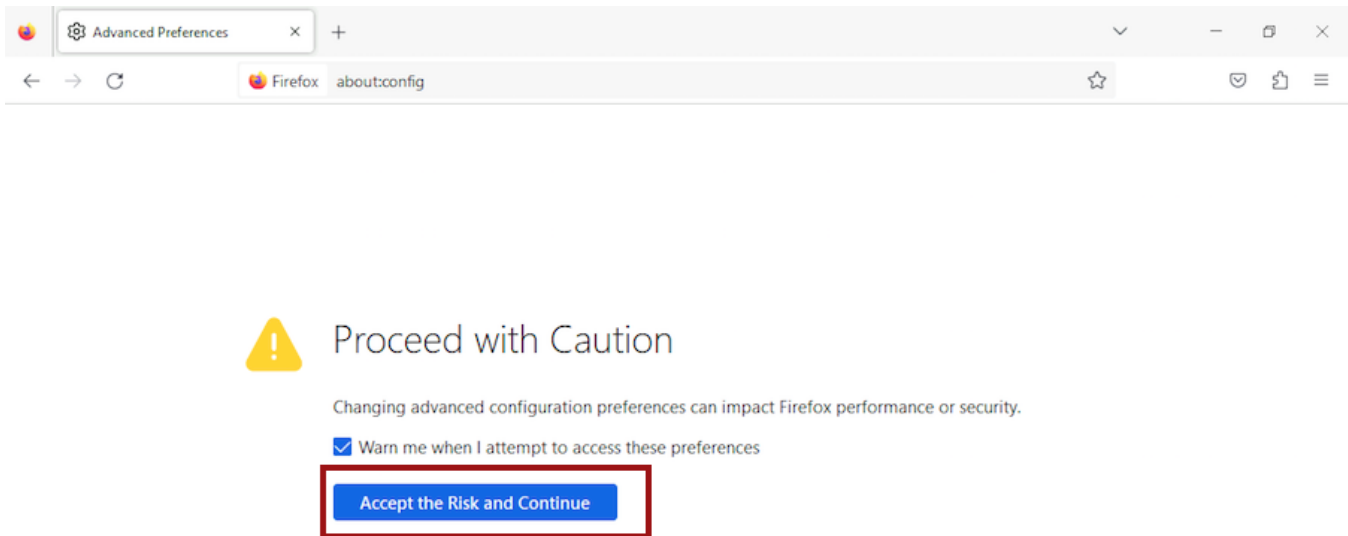 Advanced Preferences
Firefox about:config
Proceed with Caution
Changing advanced configuration preferences can impact Firefox performance or security.
Warn me when I attempt to access these preferences
Accept the Risk and Continue